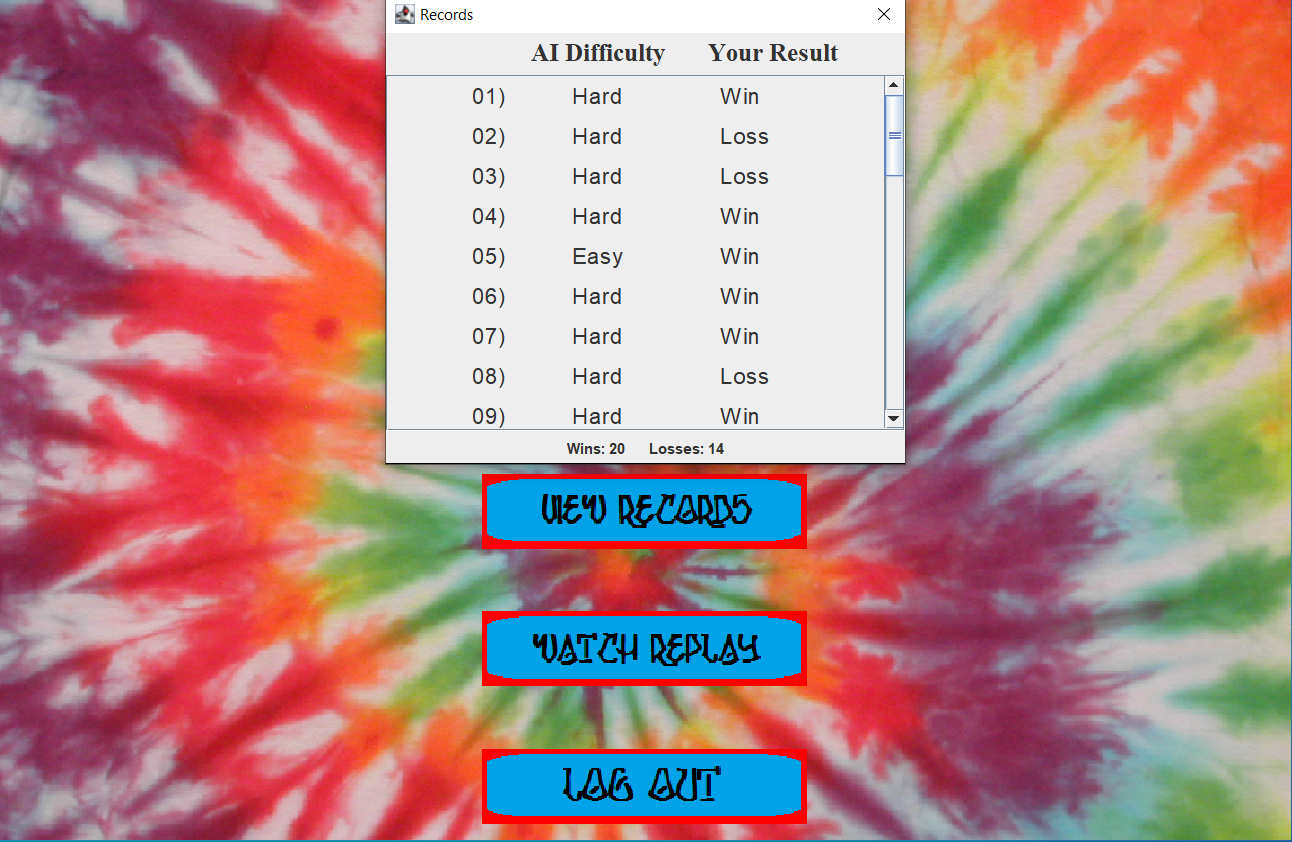 Records
AI Difficulty Your Result
01) Hard Win
02) Hard Loss
03) Hard Loss
04) Hard Win
05) Easy Win
06) Hard Win
07) Hard Win
08) Hard Loss
09) Hard Win
Wins: 20 Losses: 14
VIEW RECORDS
WATCH REPLAY
LOG OUT